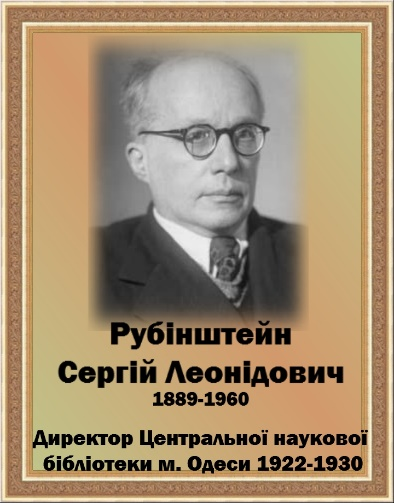 Рубінштейн
Сергій Леонідович
1889-1960
Директор Центральної наукової
бібліотеки м. Одеси 1922-1930